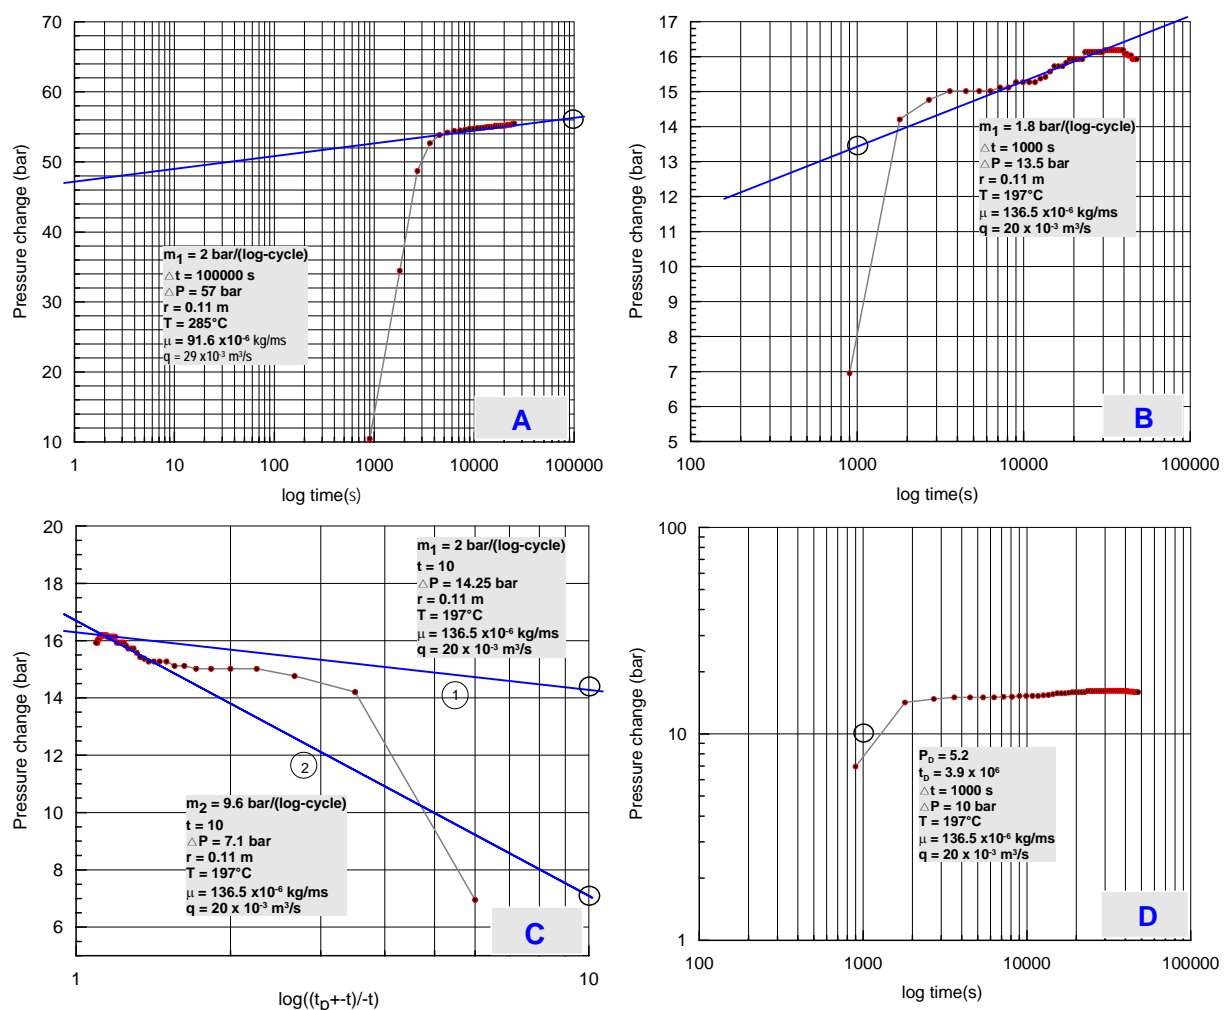 70
60
50
40
30
20
10
Pressure change (bar)
m1 = 2 bar/(log-cycle)
△t = 100000 s
△P = 57 bar
r = 0.11 m
T = 285°C
μ = 91.6 x10-6 kg/ms
q = 29 x10-3 m3/s
A
1 10 100 1000 10000 100000
log time(s)
17
16
15
14
13
12
11
10
9
8
7
6
5
Pressure change (bar)
m1 = 1.8 bar/(log-cycle)
△t = 1000 s
△P = 13.5 bar
r = 0.11 m
T = 197°C
μ = 136.5 x10-6 kg/ms
q = 20 x 10-3 m3/s
B
100 1000 10000 100000
log time(s)
20
18
16
14
12
10
8
6
Pressure change (bar)
m1 = 2 bar/(log-cycle)
t = 10
△P = 14.25 bar
r = 0.11 m
T = 197°C
μ = 136.5 x10-6 kg/ms
q = 20 x 10-3 m3/s
1
2
m2 = 9.6 bar/(log-cycle)
t = 10
△P = 7.1 bar
r = 0.11 m
T = 197°C
μ = 136.5 x10-6 kg/ms
q = 20 x 10-3 m3/s
C
1 10
log((tp+-t)/-t)
100
10
1
Pressure change (bar)
PD = 5.2
tD = 3.9 x 106
△t = 1000 s
△P = 10 bar
T = 197°C
μ = 136.5 x10-6 kg/ms
q = 20 x 10-3 m3/s
D
1000 10000 100000
log time(s)